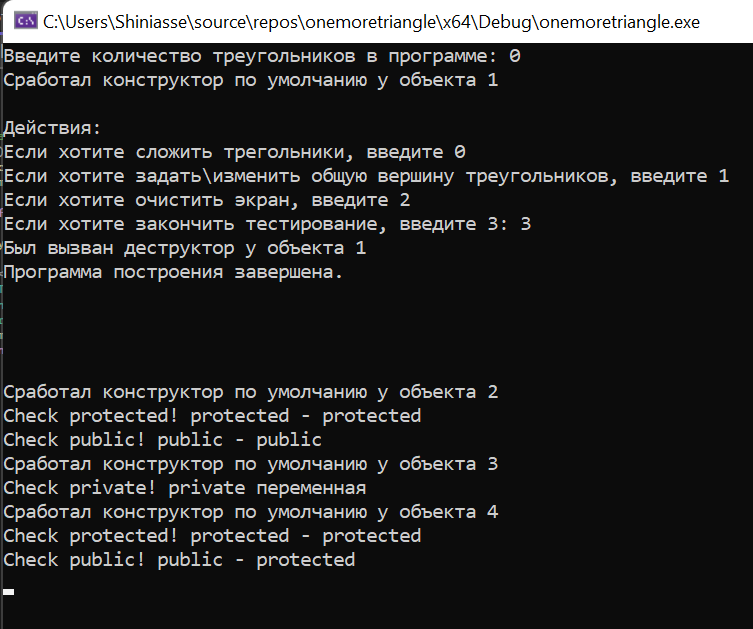 C:\Users\Shiniasse\source\repos\onemoretriangle\x64\Debug\onemoretriangle.exe
Введите количество треугольников в программе: 0
Сработал конструктор по умолчанию у объекта 1
Действия:
Если хотите сложить трегольники, введите 0
Если хотите задать\изменить общую вершину треугольников, введите 1
Если хотите очистить экран, введите 2
Если хотите закончить тестирование, введите 3: 3
Был вызван деструктор у объекта 1
Программа построения завершена.
Сработал конструктор по умолчанию у объекта 2
Check protected! protected - protected
Check public! public - public
Сработал конструктор по умолчанию у объекта 3
Check private! private переменная
Сработал конструктор по умолчанию у объекта 4
Check protected! protected - protected
Check public! public - protected